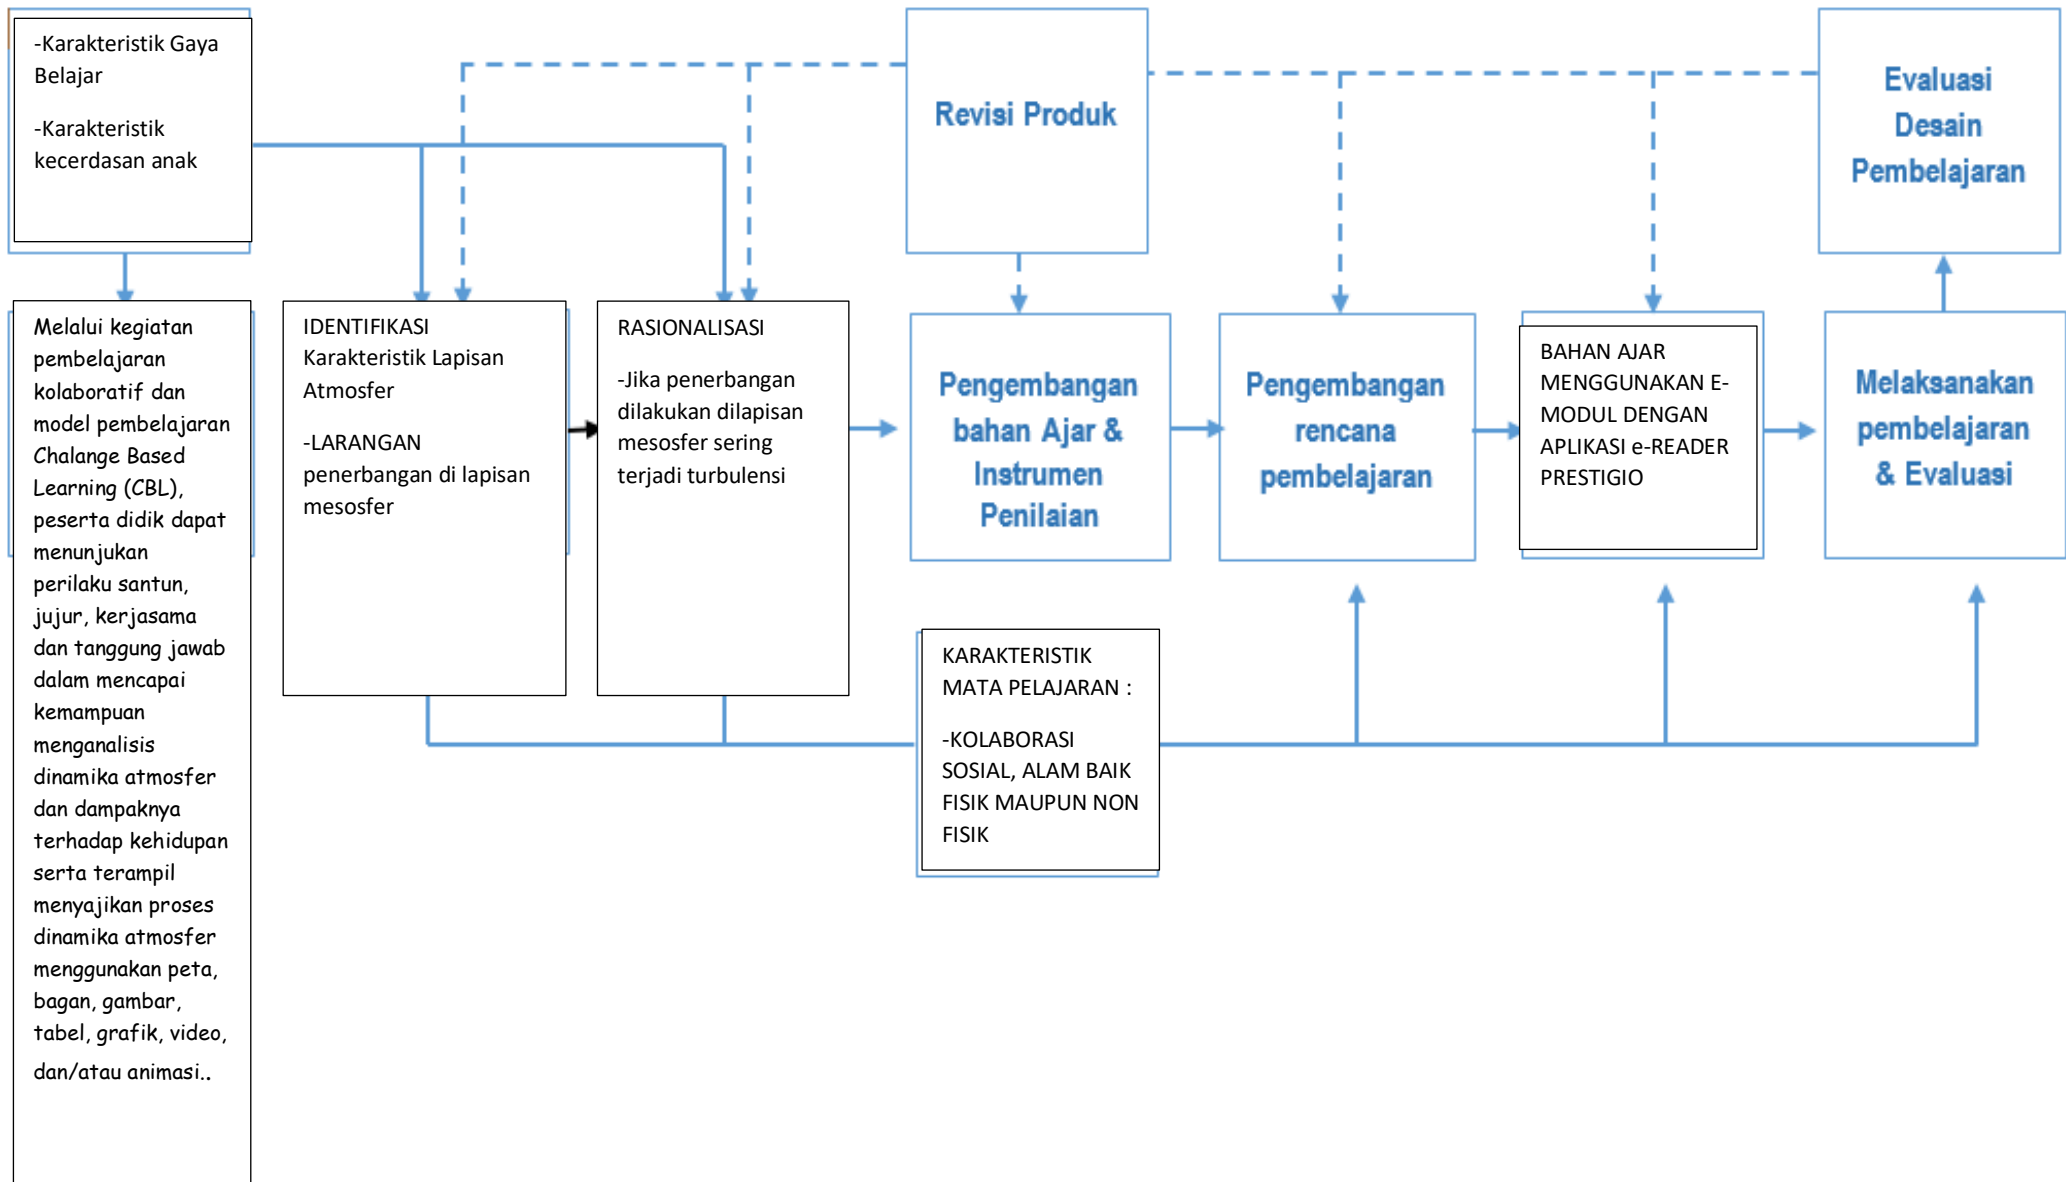 -Karakteristik Gaya
Belajar
-Karakteristik
kecerdasan anak
Revisi Produk
Evaluasi
Desain
Pembelajaran
Melalui kegiatan
pembelajaran
kolaboratif dan
model pembelajaran
Chalange Based
Learning (CBL),
peserta didik dapat
menunjukan
perilaku santun,
jujur, kerjasama
dan tanggung jawab
dalam mencapai
kemampuan
menganalisis
dinamika atmosfer
dan dampaknya
terhadap kehidupan
serta terampil
menyajikan proses
dinamika atmosfer
menggunakan peta,
bagan, gambar,
tabel, grafik, video,
dan/atau animasi..
IDENTIFIKASI
Karakteristik Lapisan
Atmosfer
-LARANGAN
penerbangan di lapisan
mesosfer
RASIONALISASI
-Jika penerbangan
dilakukan dilapisan
mesosfer sering
terjadi turbulensi
Pengembangan
bahan Ajar &
Instrumen
Penilaian
Pengembangan
rencana
pembelajaran
BAHAN AJAR
MENGGUNAKAN E-
MODUL DENGAN
APLIKASI e-READER
PRESTIGIO
Melaksanakan
pembelajaran
& Evaluasi
KARAKTERISTIK
MATA PELAJARAN :
-KOLABORASI
SOSIAL, ALAM BAIK
FISIK MAUPUN NON
FISIK